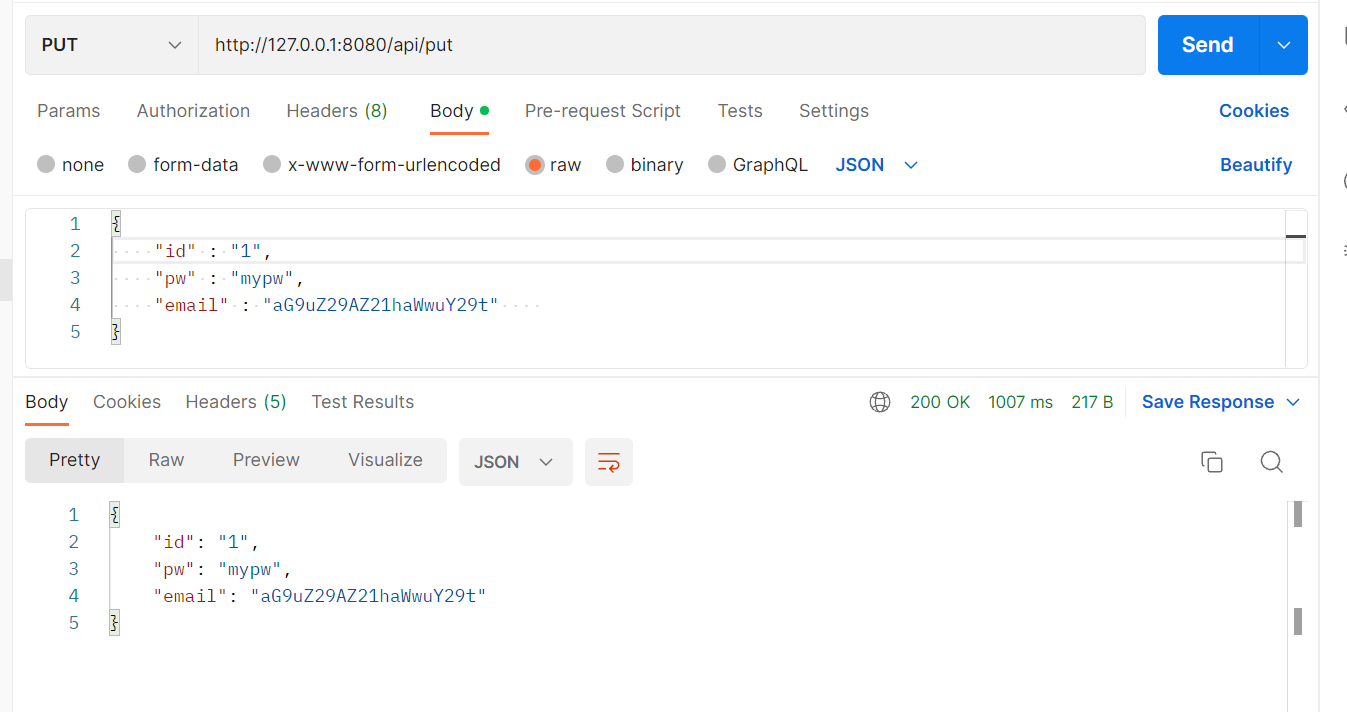 PUT http://127.0.0.1:8080/api/put Send
Params Authorization Headers (8) Body Pre-request Script Tests Settings Cookies
none form-data x-www-form-urlencoded raw binary GraphQL JSON Beautify
1 {
2 "id" : "1",
3 "pw" : "mypw",
4 "email" : "aG9uZ29AZ21haWwuY29t"
5 }
Body Cookies Headers (5) Test Results 200 OK 1007 ms 217 B Save Response
Pretty Raw Preview Visualize JSON
1 {
2 "id": "1",
3 "pw": "mypw",
4 "email": "aG9uZ29AZ21haWwuY29t"
5 }